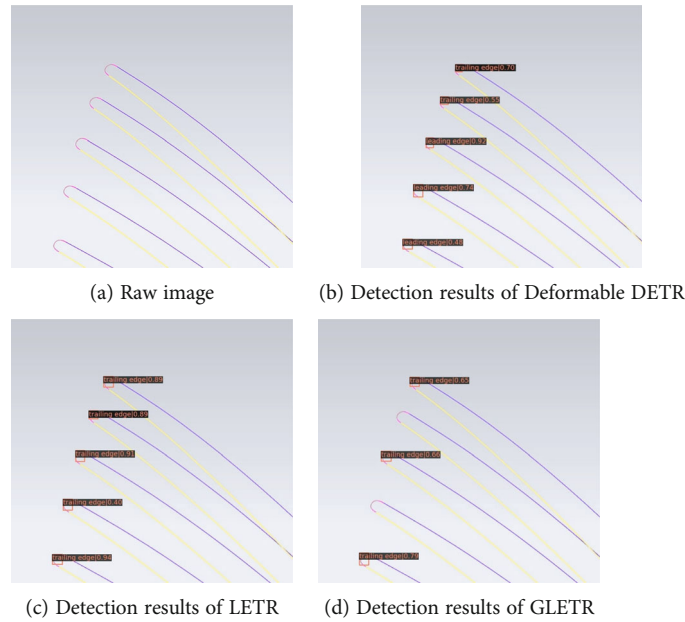 trailing edge|0.70
trailing edge|0.55
leading edge|0.92
leading edge|0.74
leading edge|0.48
(a) Raw image
(b) Detection results of Deformable DETR
trailing edge|0.89
trailing edge|0.89
trailing edge|0.91
trailing edge|0.40
trailing edge|0.94
trailing edge|0.65
trailing edge|0.66
trailing edge|0.79
(c) Detection results of LETR
(d) Detection results of GLETR